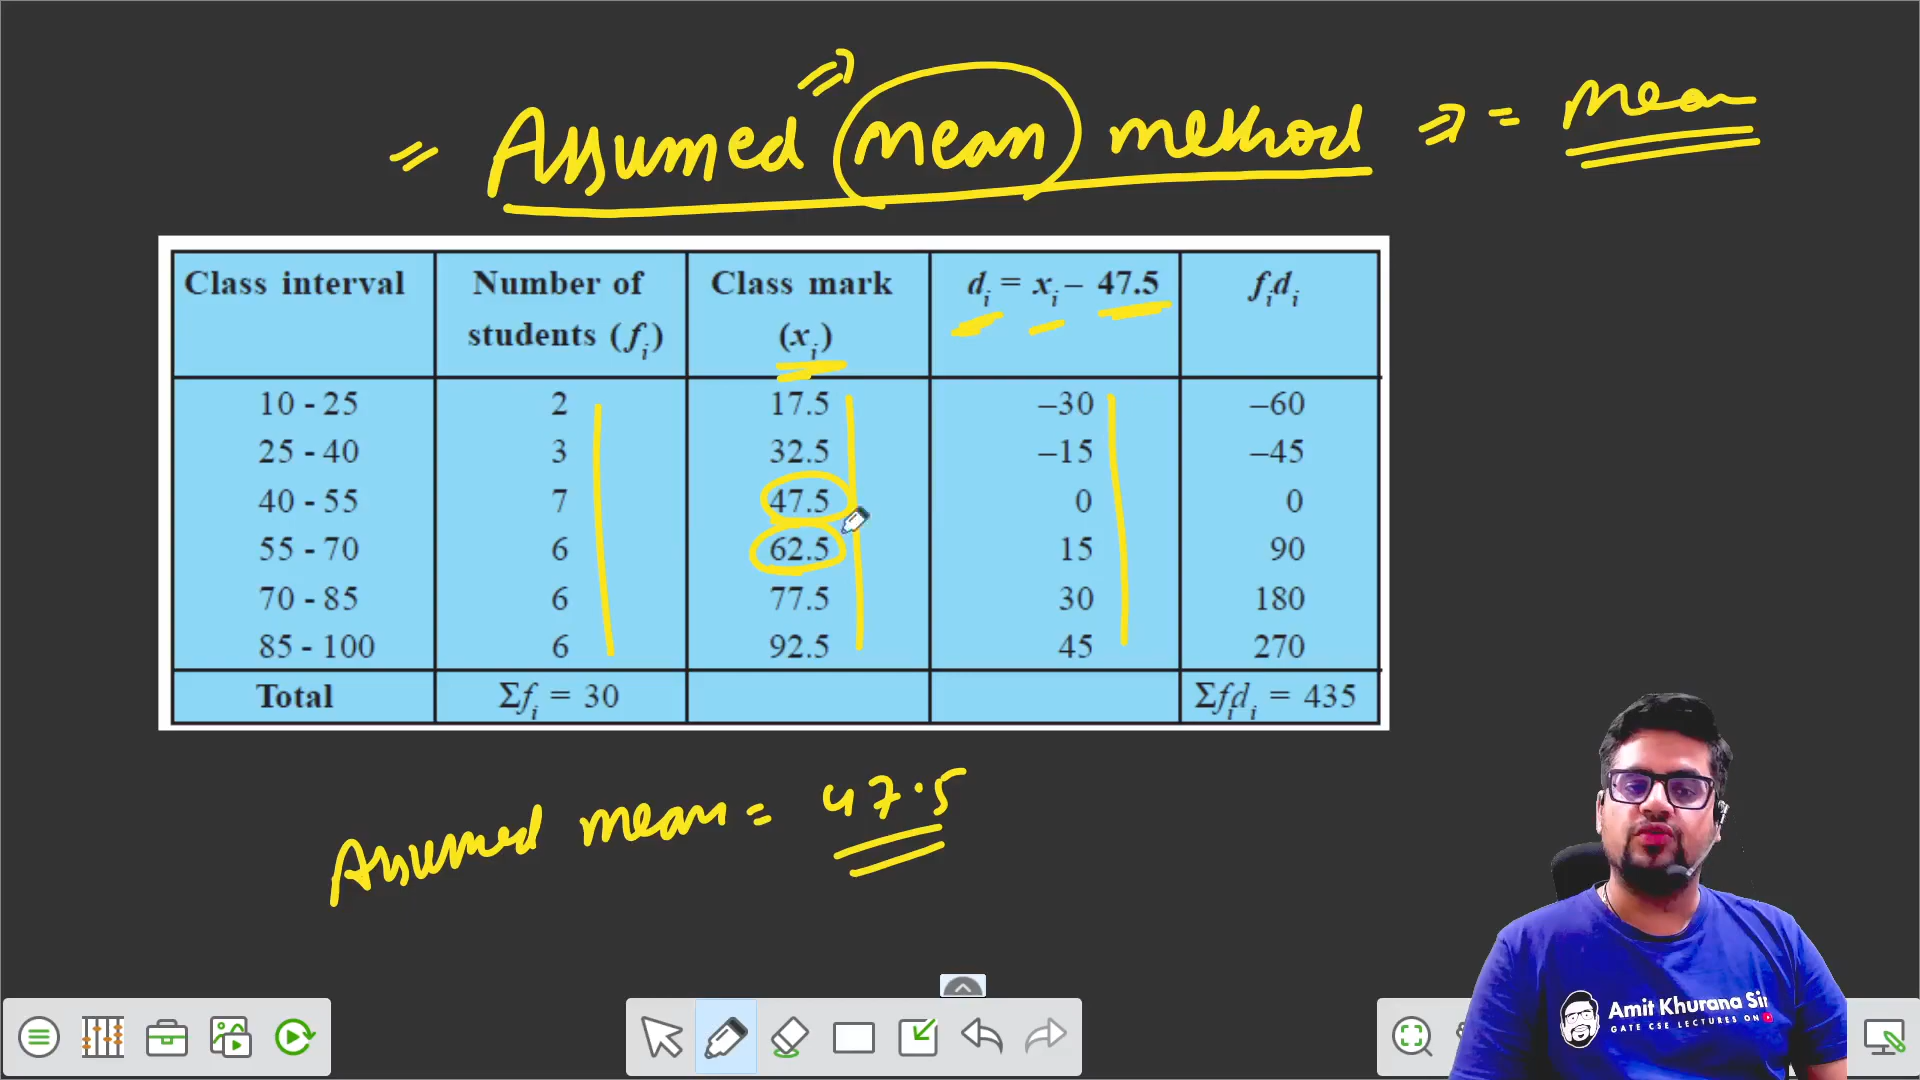 = Assumed mean method ⇒ = mean
Class interval Number of students (fi) Class mark (xi) di = xi – 47.5 fidi
10 - 25 2 17.5 –30 –60
25 - 40 3 32.5 –15 –45
40 - 55 7 47.5 0 0
55 - 70 6 62.5 15 90
70 - 85 6 77.5 30 180
85 - 100 6 92.5 45 270
Total Σfi = 30 Σfidi = 435
Assumed mean = 47.5
Amit Khurana Sir
GATE CSE LECTURES ON